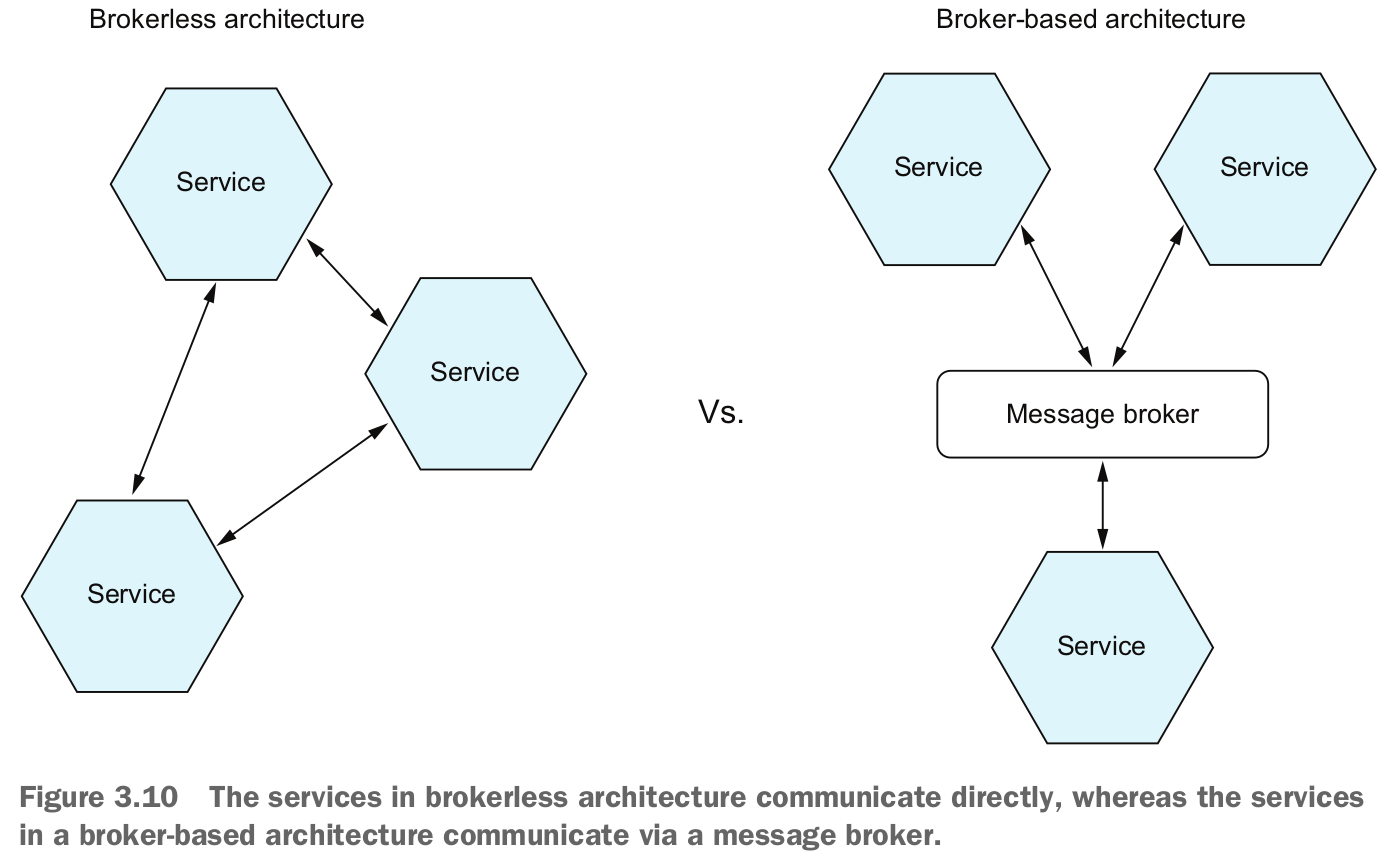 Brokerless architecture
Service
Service
Service
Vs.
Broker-based architecture
Service
Service
Message broker
Service
Figure 3.10 The services in brokerless architecture communicate directly, whereas the services
in a broker-based architecture communicate via a message broker.